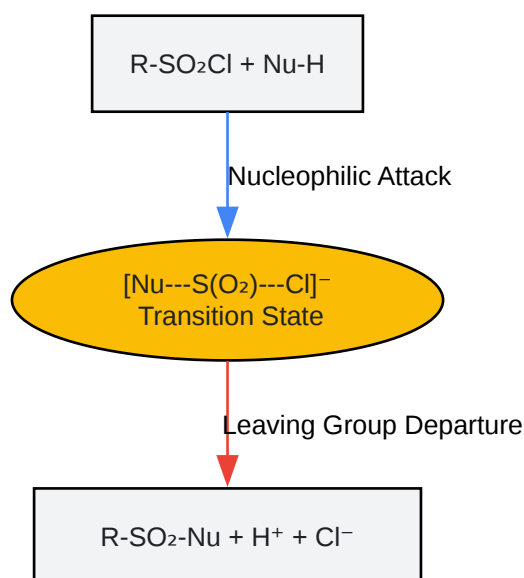 R-SO₂Cl + Nu-H
Nucleophilic Attack
[Nu---S(O₂)---Cl]⁻
Transition State
Leaving Group Departure
R-SO₂-Nu + H⁺ + Cl⁻